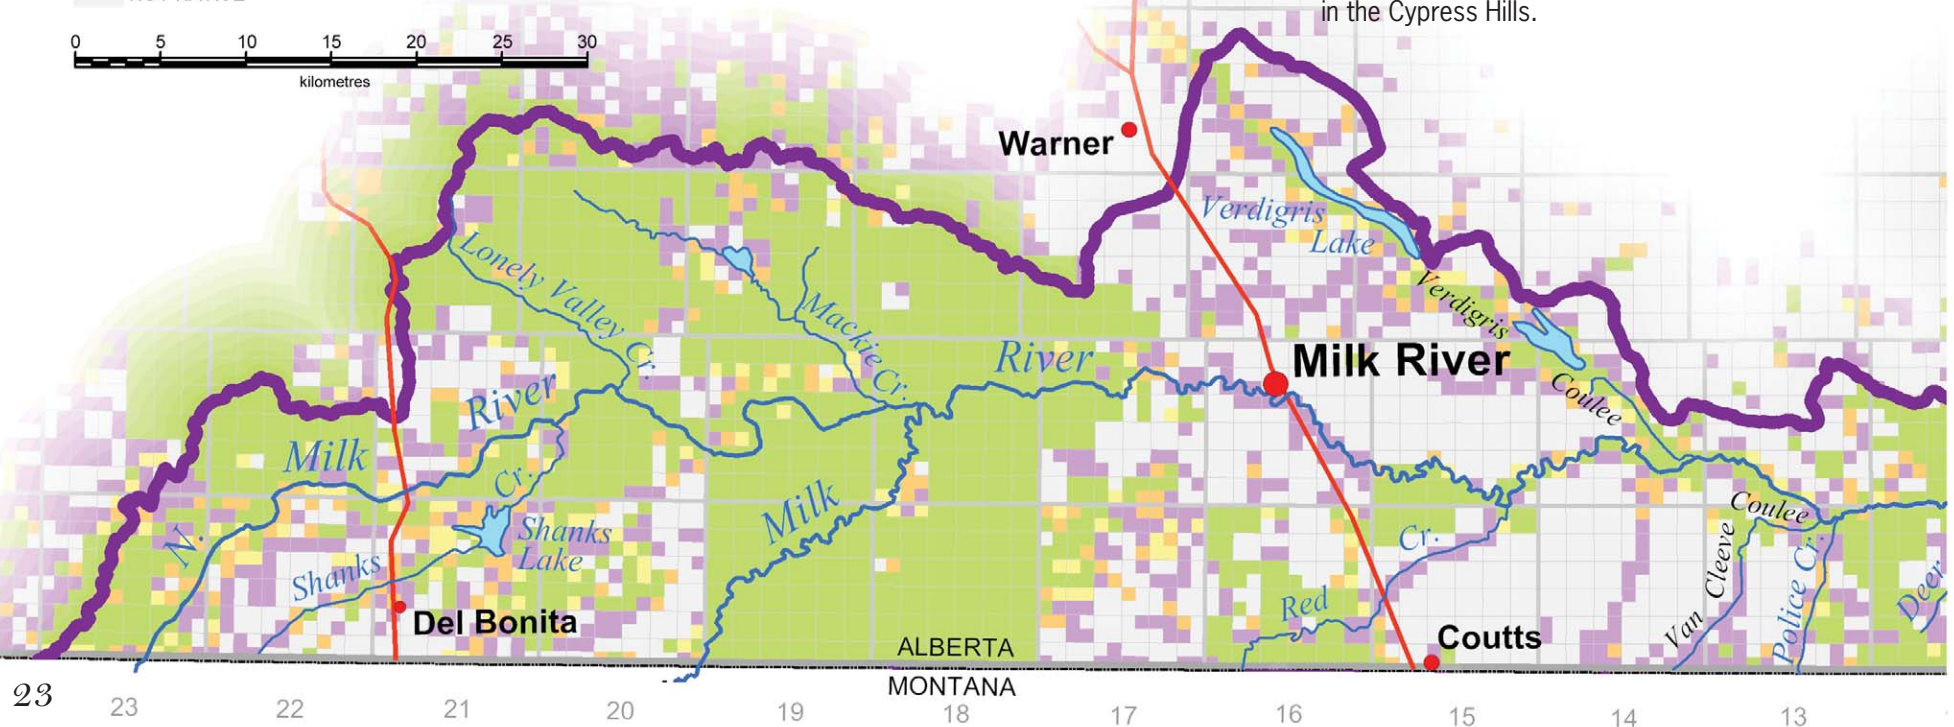 in the Cypress Hills.
0 5 10 15 20 25 30
kilometres
Warner
Verdigris
Lake
Lonely Valley Cr.
Mackie Cr.
Verdigris
Coulee
River
Milk River
River
Milk
N.
Cr.
Shanks
Lake
Shanks
Milk
Del Bonita
Cr.
Red
Coulee
Van Cleeve
Police Cr.
Deer
Coutts
ALBERTA
MONTANA
23
23 22 21 20 19 18 17 16 15 14 13